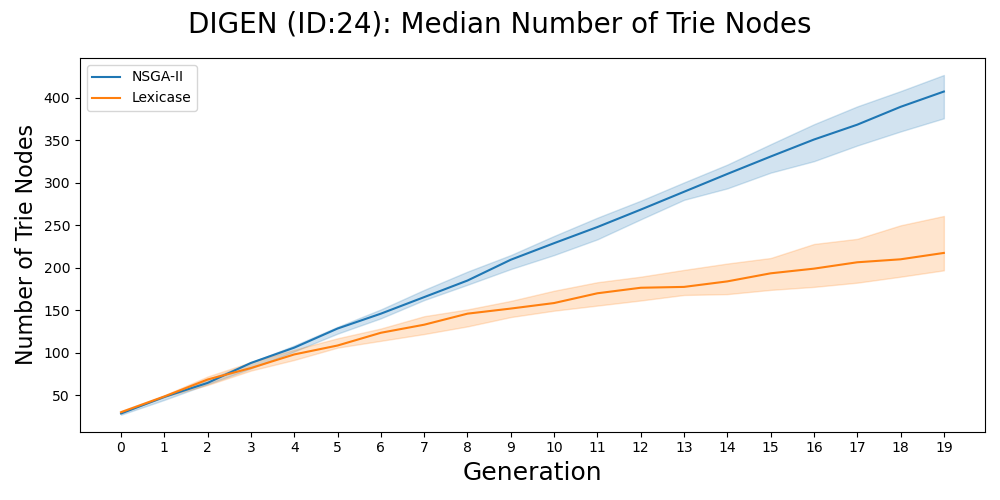 DIGEN (ID:24): Median Number of Trie Nodes
NSGA-II
Lexicase
Number of Trie Nodes
400
350
300
250
200
150
100
50
0 1 2 3 4 5 6 7 8 9 10 11 12 13 14 15 16 17 18 19
Generation